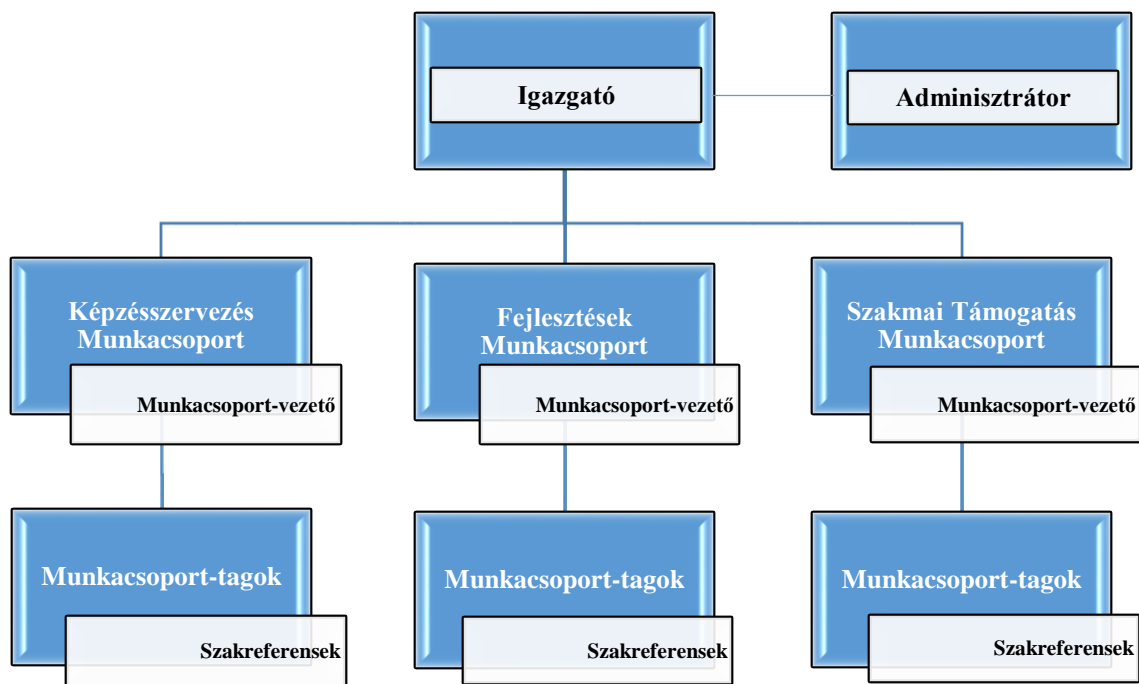 Igazgató
Adminisztrátor
Képzésszervezés
Munkacsoport
Munkacsoport-vezető
Fejlesztések
Munkacsoport
Munkacsoport-vezető
Szakmai Támogatás
Munkacsoport
Munkacsoport-vezető
Munkacsoport-tagok
Szakreferensek
Munkacsoport-tagok
Szakreferensek
Munkacsoport-tagok
Szakreferensek